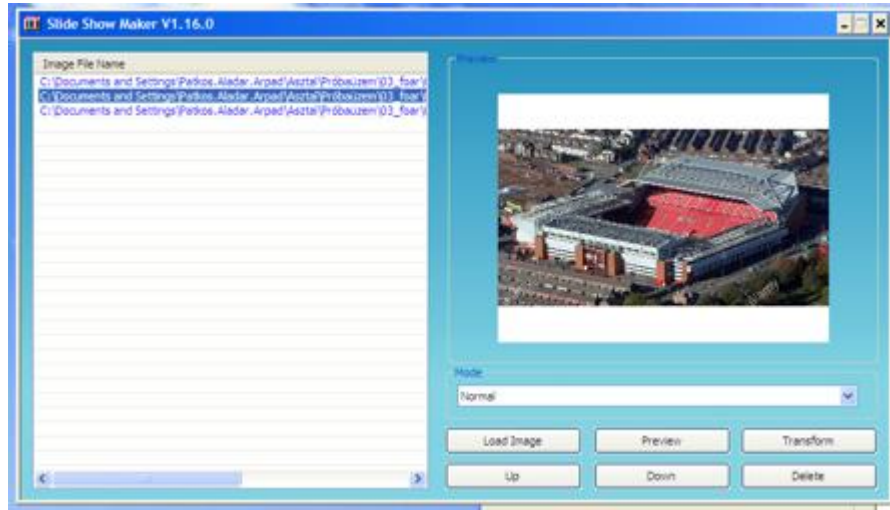 Slide Show Maker V1.16.0
Image File Name
C:\Documents and Settings\Patkos.Aladar.Arpad\Asztal\Próbaüzem\03_foar\
C:\Documents and Settings\Patkos.Aladar.Arpad\Asztal\Próbaüzem\03_foar\
C:\Documents and Settings\Patkos.Aladar.Arpad\Asztal\Próbaüzem\03_foar\
Preview
Mode
Normal
Load Image Preview Transform
Up Down Delete